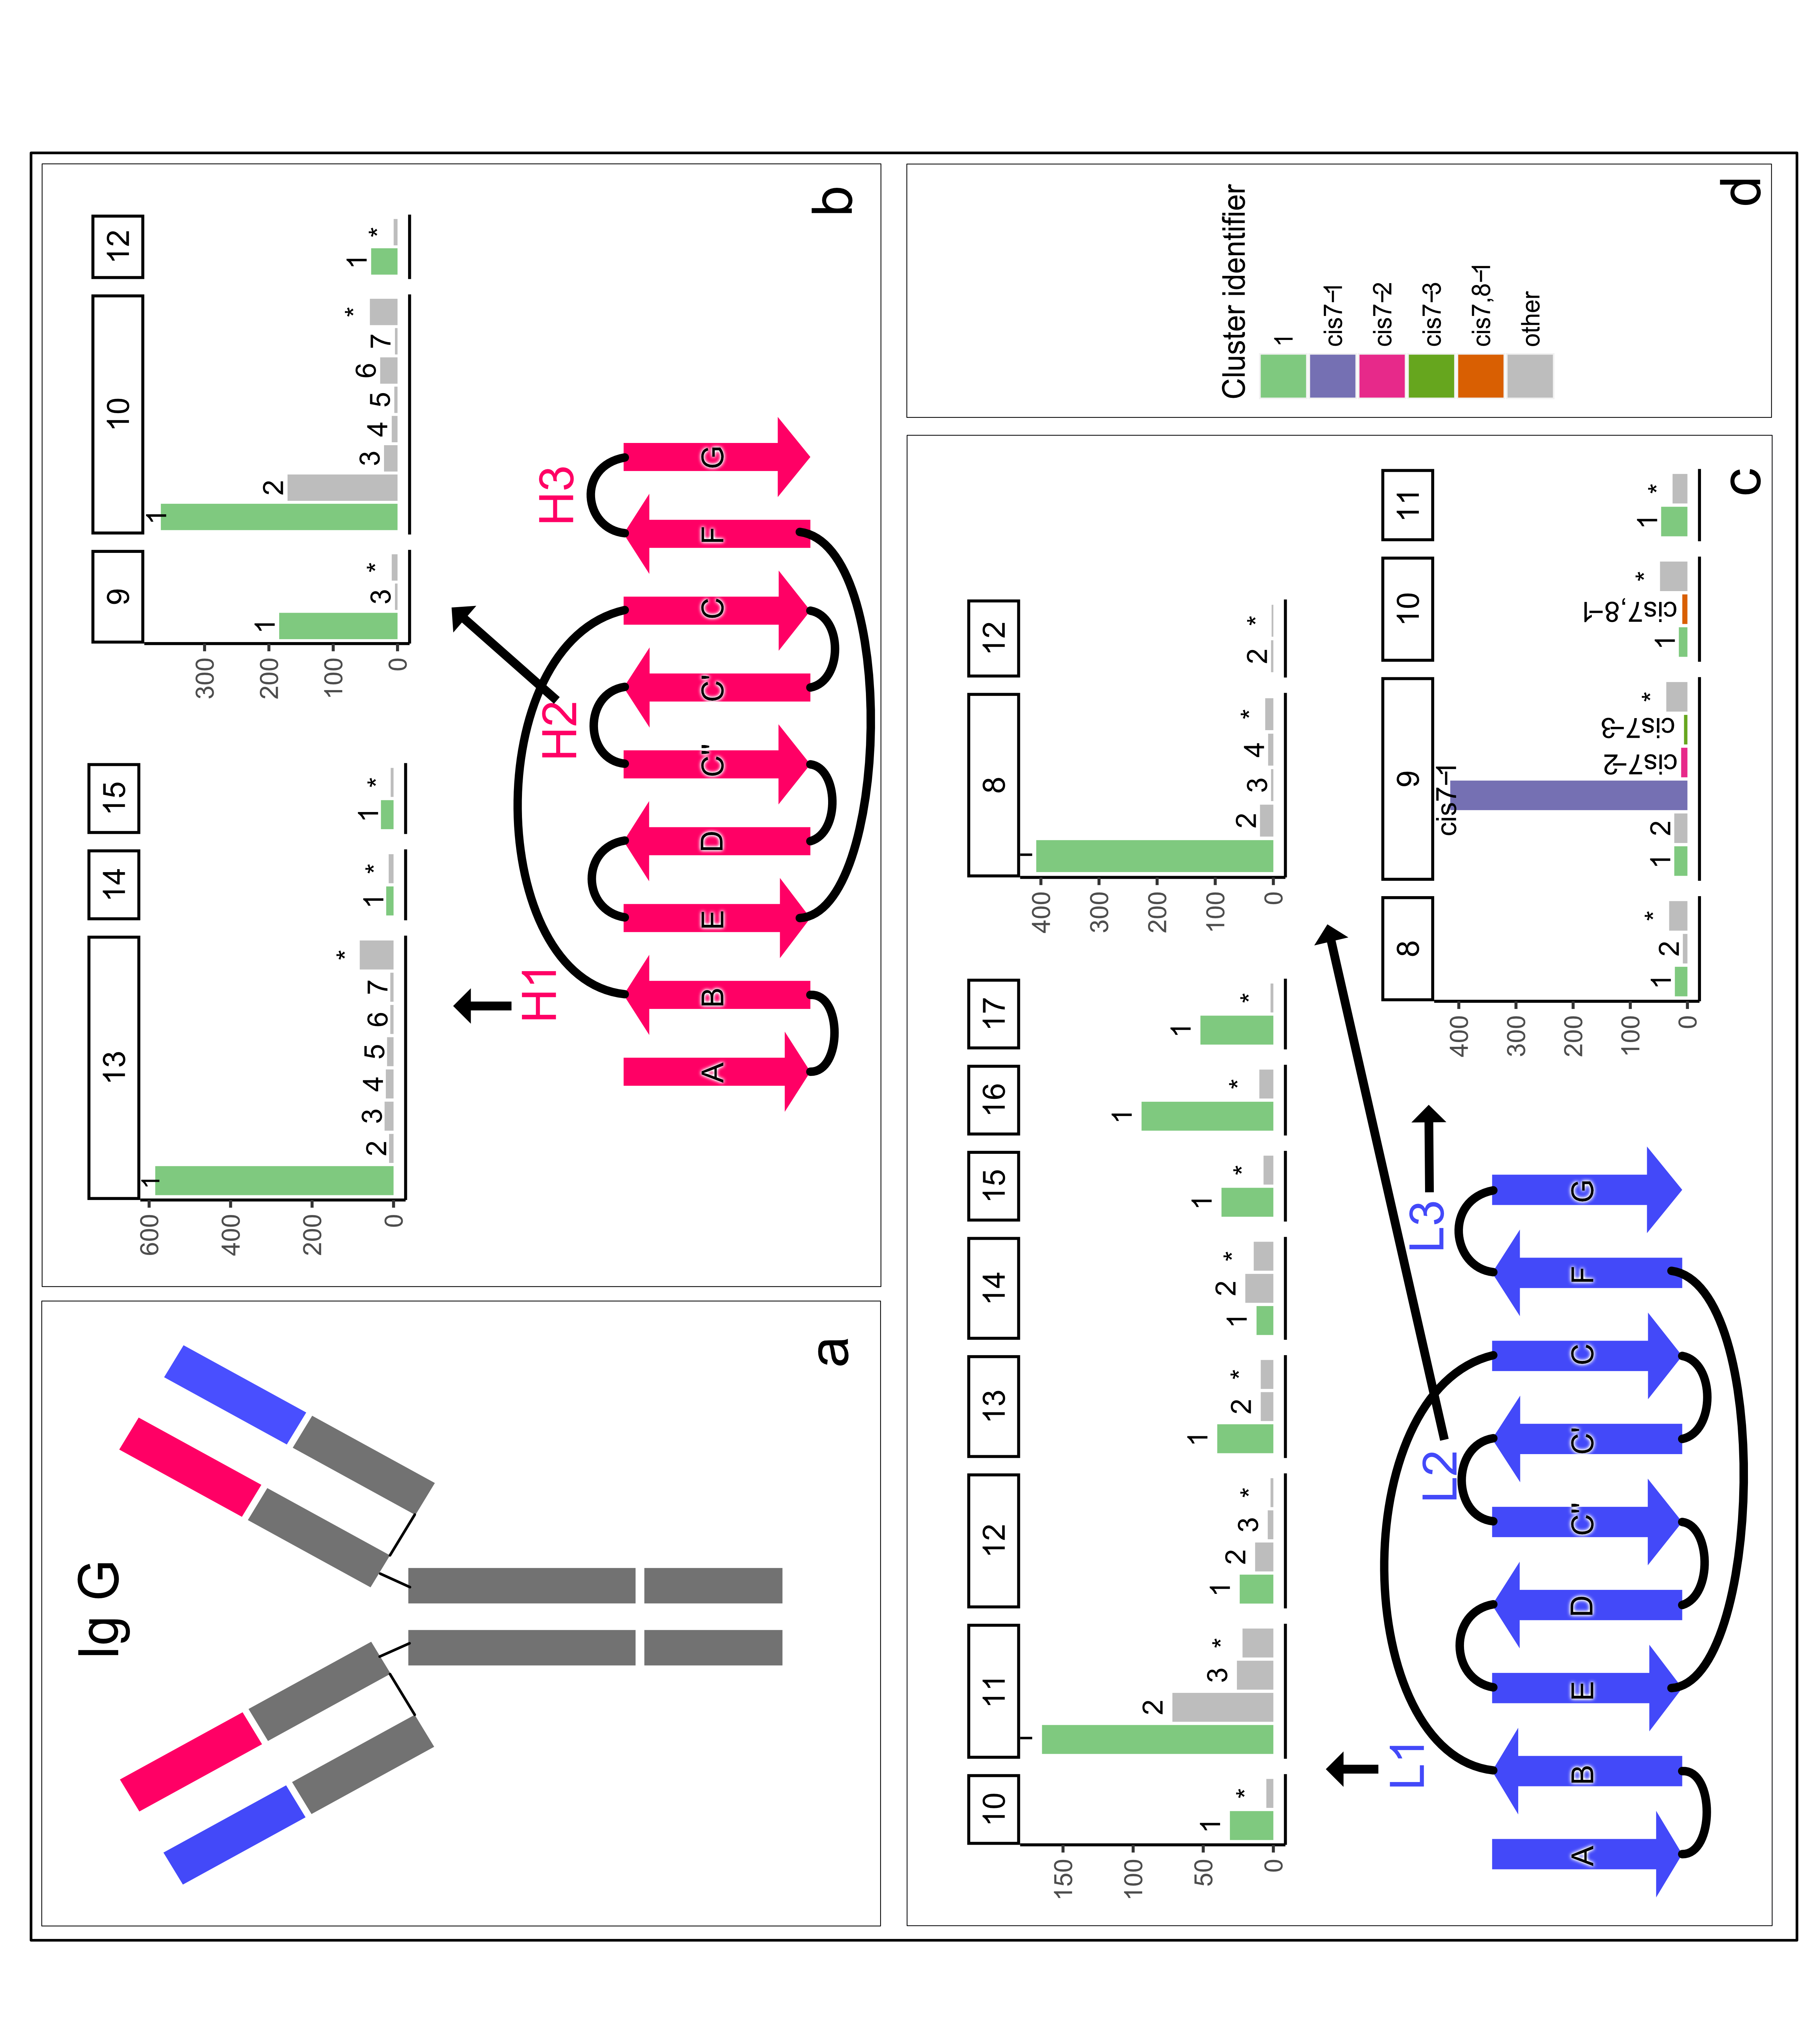 Ig G
a
13
14
15
600
400
200
0
1
2
3
4
5
6
7
*
1
*
1
*
9
10
12
300
200
100
0
1
3
*
1
2
3
4
5
6
7
*
1
*
H1
H2
H3
A
B
E
D
C"
C'
C
F
G
b
10
11
12
13
14
15
16
17
150
100
50
0
1
*
1
2
3
*
1
2
3
*
1
2
*
1
2
*
1
*
1
*
1
*
8
12
400
300
200
100
0
1
2
3
4
*
2
*
L1
L2
L3
A
B
E
D
C"
C'
C
F
G
8
9
10
11
400
300
200
100
0
1
2
*
1
2
cis7-1
cis7-2
cis7-3
*
1
cis7,8-1
*
1
*
c
Cluster identifier
1
cis7-1
cis7-2
cis7-3
cis7,8-1
other
d